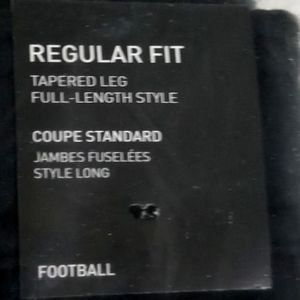 REGULAR FIT
TAPERED LEG
FULL-LENGTH STYLE
COUPE STANDARD
JAMBES FUSELÉES
STYLE LONG
FOOTBALL